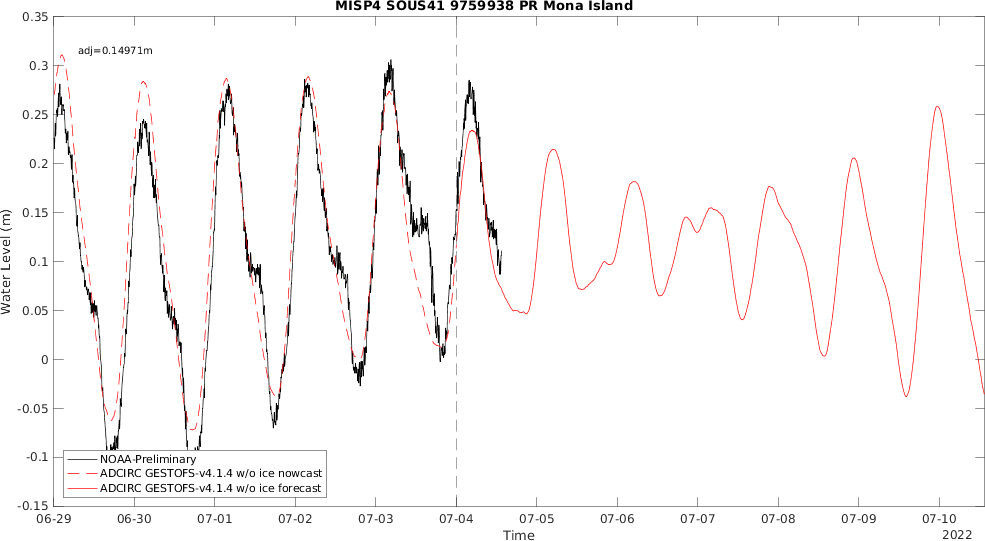 MISP4 SOUS41 9759938 PR Mona Island
adj=0.14971m
Water Level (m)
0.35
0.3
0.25
0.2
0.15
0.1
0.05
0
-0.05
-0.1
-0.15
NOAA-Preliminary
ADCIRC GESTOFS-v4.1.4 w/o ice nowcast
ADCIRC GESTOFS-v4.1.4 w/o ice forecast
06-29 06-30 07-01 07-02 07-03 07-04 07-05 07-06 07-07 07-08 07-09 07-10
Time
2022